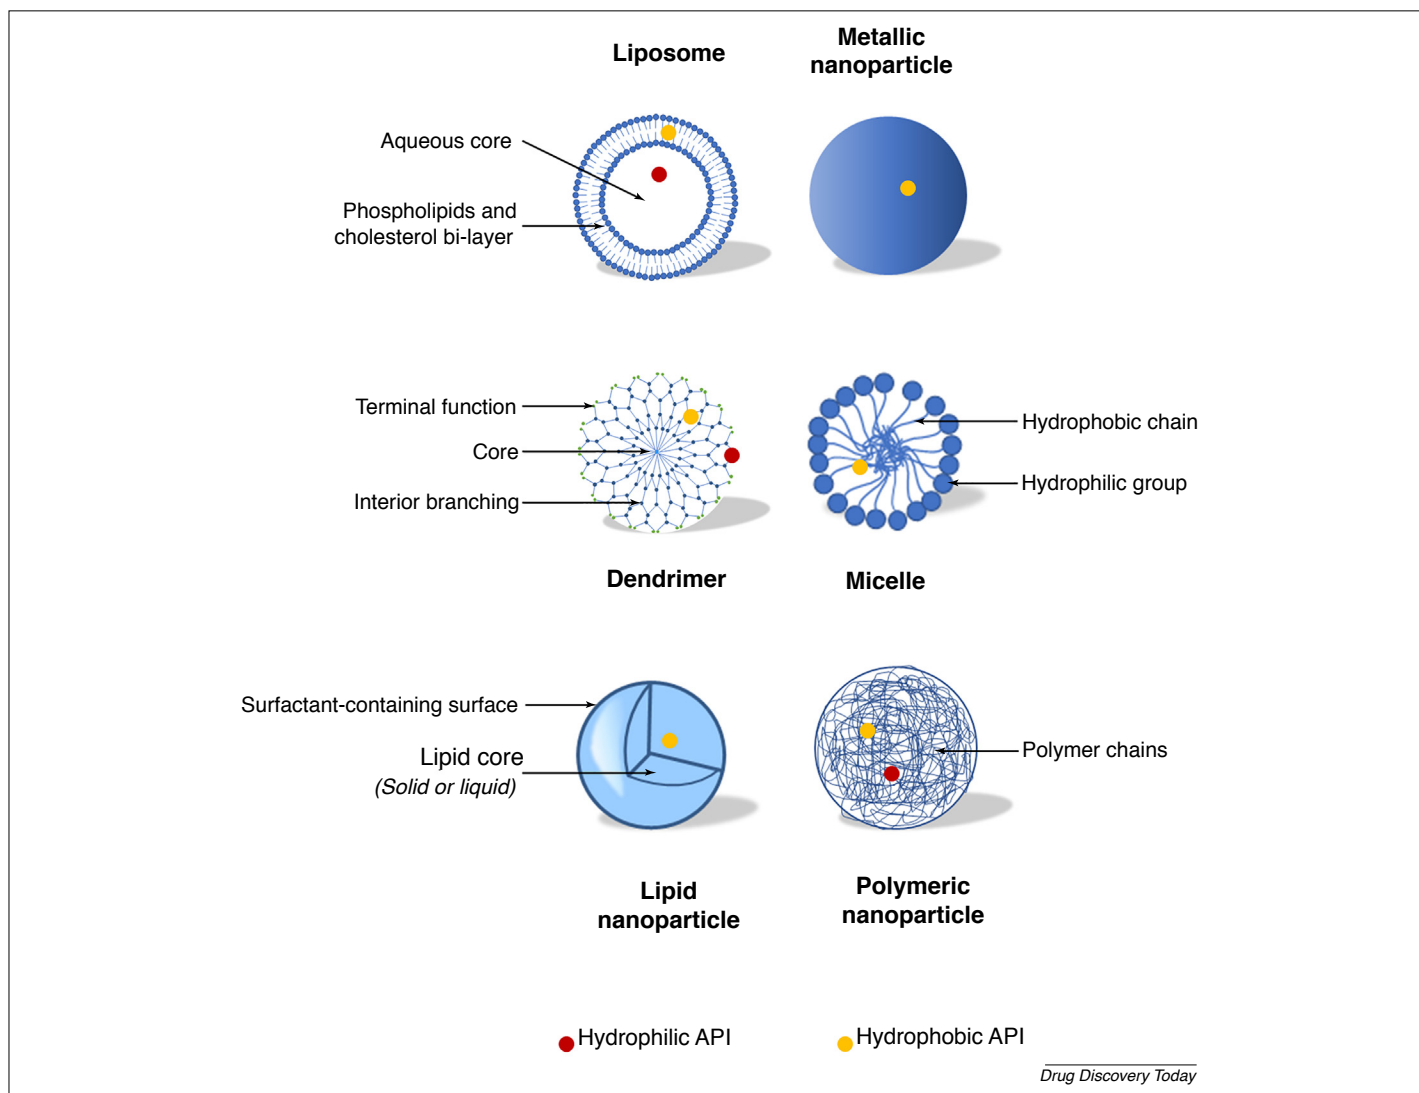 Liposome
Metallic
nanoparticle
Aqueous core
Phospholipids and
cholesterol bi-layer
Terminal function
Core
Interior branching
Hydrophobic chain
Hydrophilic group
Dendrimer
Micelle
Surfactant-containing surface
Lipid core
(Solid or liquid)
Polymer chains
Lipid
nanoparticle
Polymeric
nanoparticle
Hydrophilic API
Hydrophobic API
Drug Discovery Today